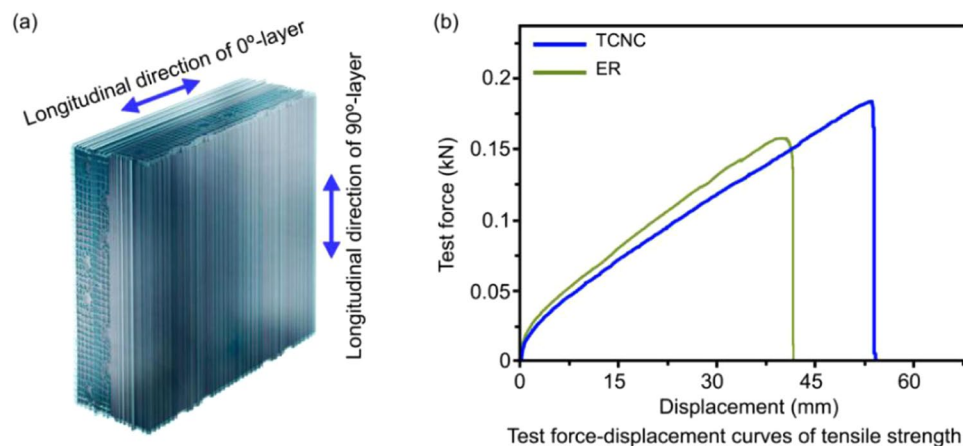 (a)
Longitudinal direction of 0º-layer
Longitudinal direction of 90º-layer
(b)
TCNC
ER
0.2
0.15
0.1
0.05
0
Test force (kN)
0
15
30
45
60
Displacement (mm)
Test force-displacement curves of tensile strength